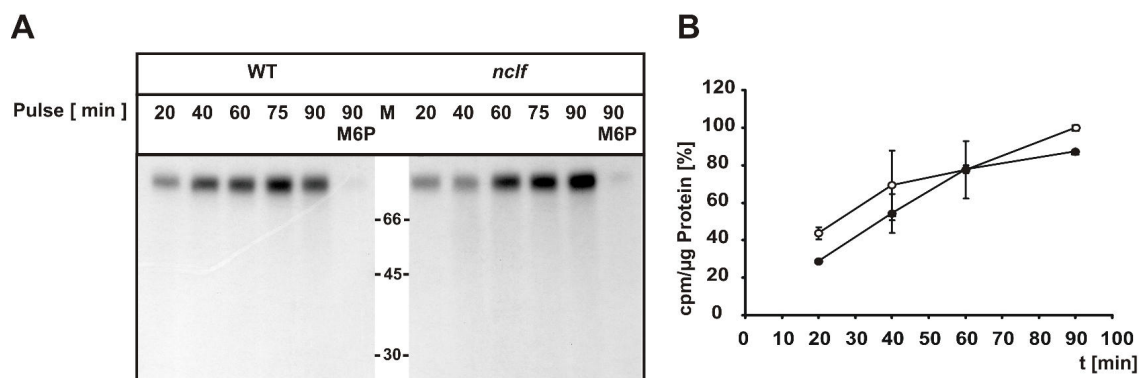 A
WT nclf
Pulse [ min ] 20 40 60 75 90 90 M 20 40 60 75 90 90
M6P M6P
66
45
30
B
cpm/µg Protein [%]
120
100
80
60
40
20
0
0 10 20 30 40 50 60 70 80 90 100
t [min]